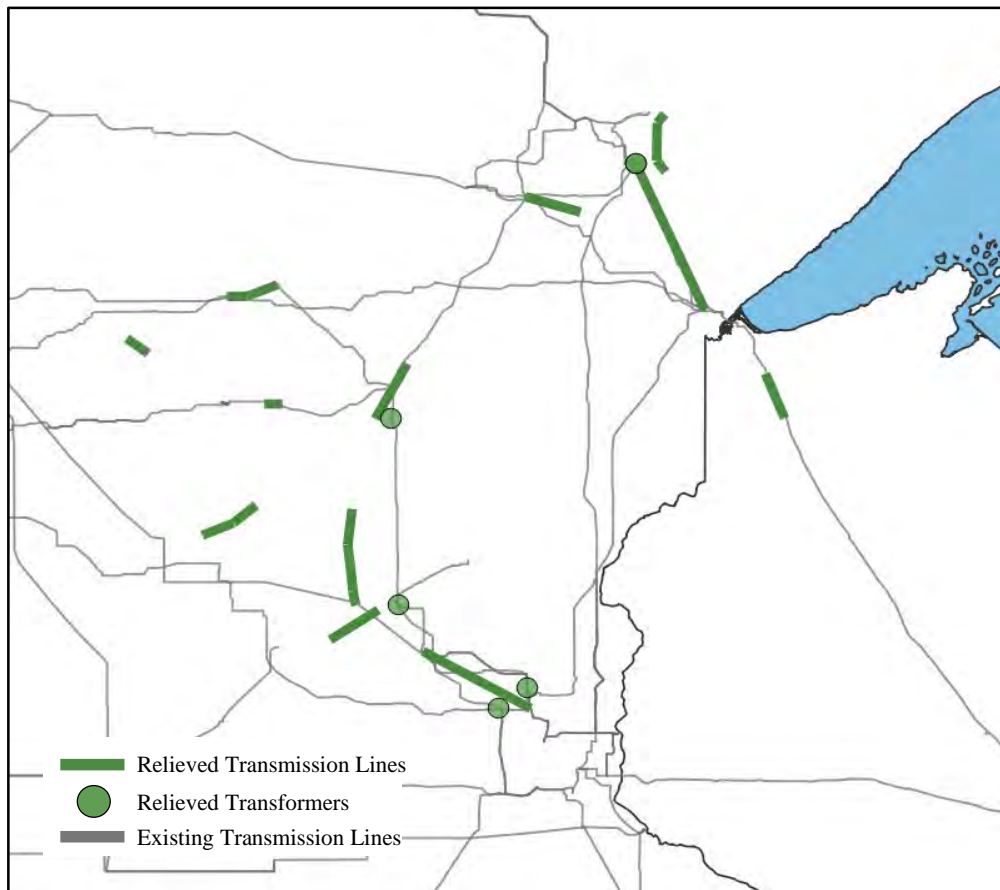 Relieved Transmission Lines
Relieved Transformers
Existing Transmission Lines